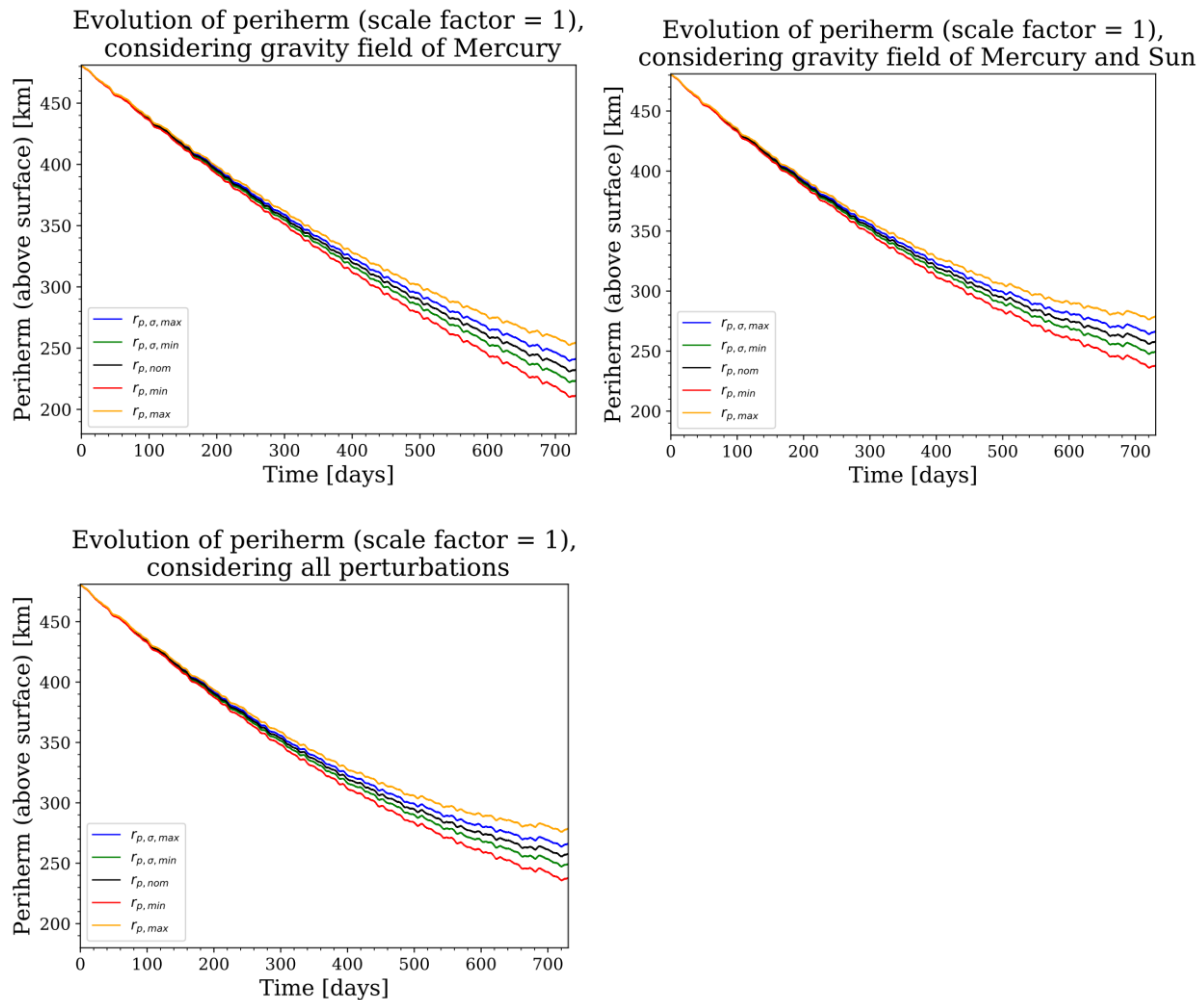 Evolution of periherm (scale factor = 1),
considering gravity field of Mercury
Periherm (above surface) [km]
450
400
350
300
250
200
r_{p, σ, max}
r_{p, σ, min}
r_{p, nom}
r_{p, min}
r_{p, max}
0 100 200 300 400 500 600 700
Time [days]
Evolution of periherm (scale factor = 1),
considering gravity field of Mercury and Sun
Periherm (above surface) [km]
450
400
350
300
250
200
r_{p, σ, max}
r_{p, σ, min}
r_{p, nom}
r_{p, min}
r_{p, max}
0 100 200 300 400 500 600 700
Time [days]
Evolution of periherm (scale factor = 1),
considering all perturbations
Periherm (above surface) [km]
450
400
350
300
250
200
r_{p, σ, max}
r_{p, σ, min}
r_{p, nom}
r_{p, min}
r_{p, max}
0 100 200 300 400 500 600 700
Time [days]